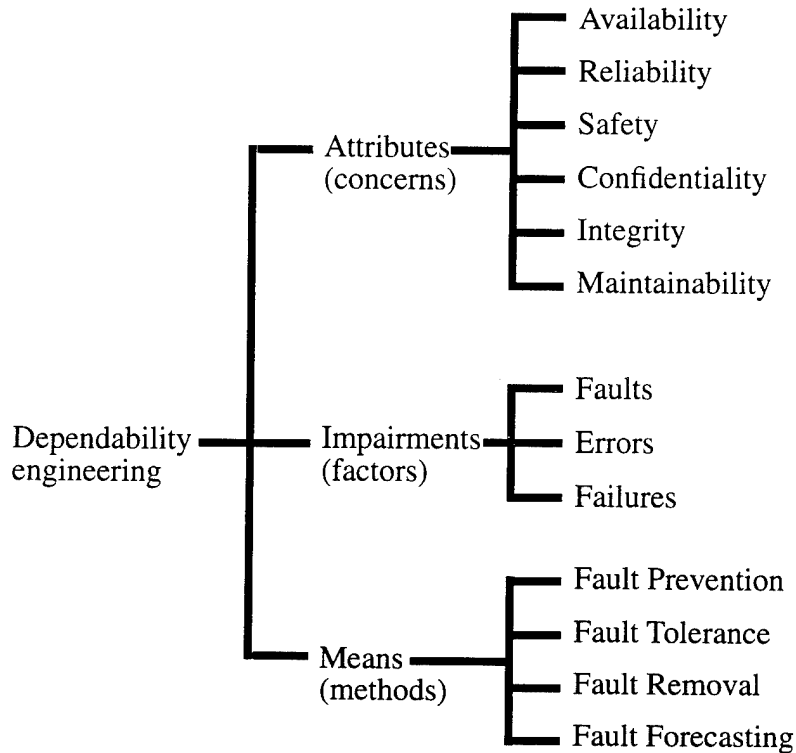 Availability
Reliability
Safety
Attributes
(concerns)
Confidentiality
Integrity
Maintainability
Faults
Dependability
engineering
Impairments
(factors)
Errors
Failures
Fault Prevention
Fault Tolerance
Means
(methods)
Fault Removal
Fault Forecasting